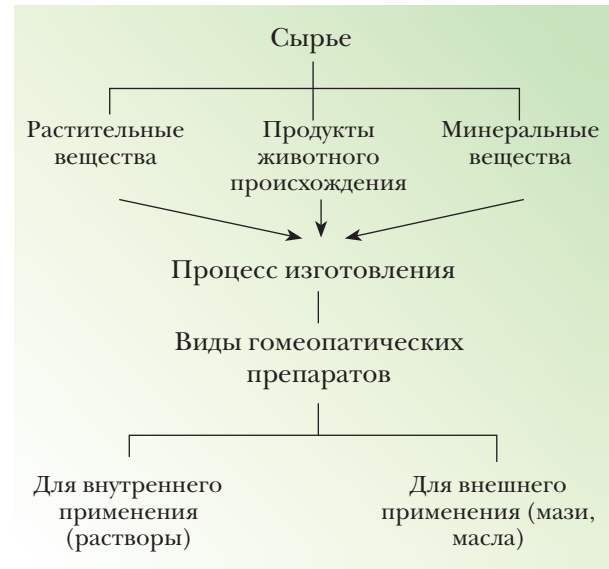 Сырье
Растительные
вещества
Продукты
животного
происхождения
Минеральные
вещества
Процесс изготовления
Виды гомеопатических
препаратов
Для внутреннего
применения
(растворы)
Для внешнего
применения (мази,
масла)